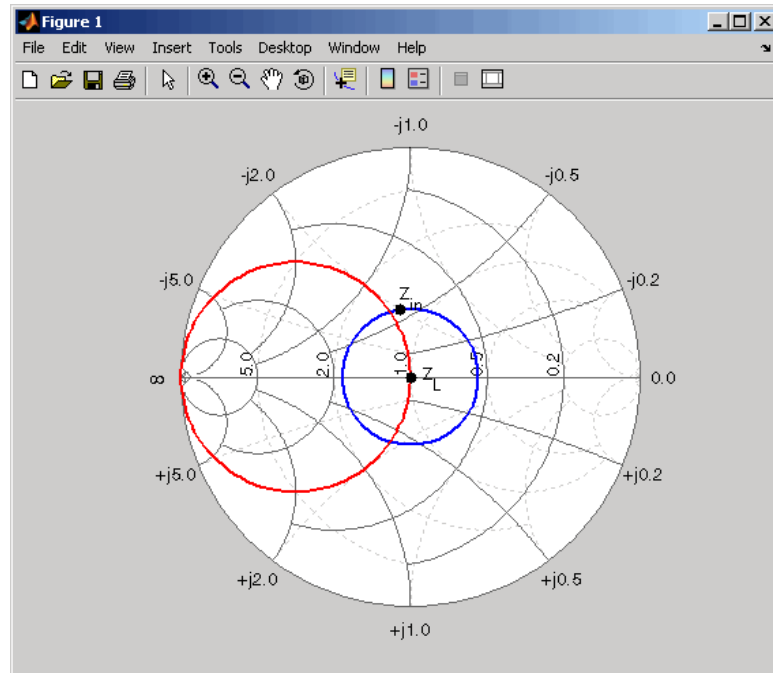 Figure 1
File Edit View Insert Tools Desktop Window Help
-j1.0
-j2.0
-j0.5
-j5.0
-j0.2
Z_in
∞
5.0
2.0
1.0
0.5
0.2
Z_L
0.0
+j5.0
+j0.2
+j2.0
+j0.5
+j1.0